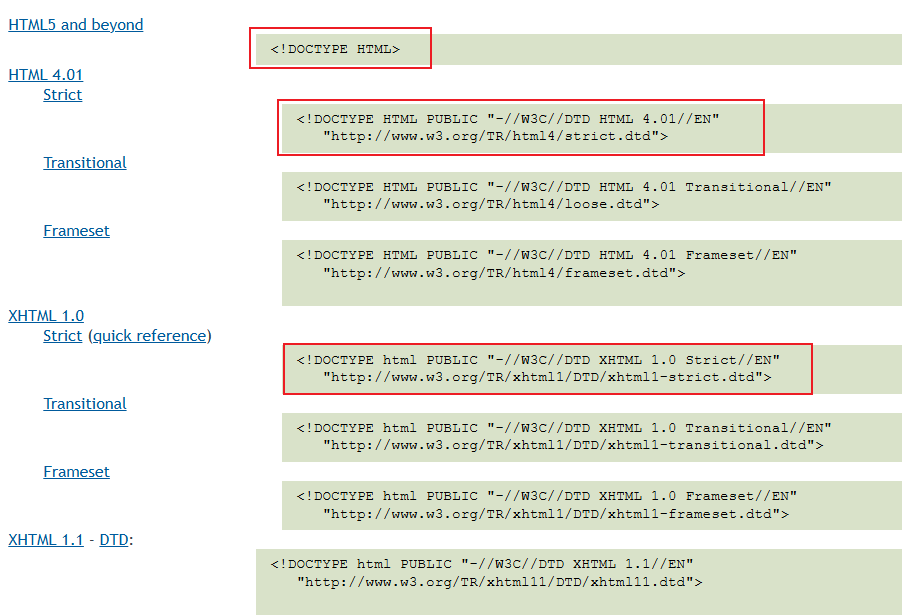 HTML5 and beyond
<!DOCTYPE HTML>
HTML 4.01
Strict
<!DOCTYPE HTML PUBLIC "-//W3C//DTD HTML 4.01//EN"
"http://www.w3.org/TR/html4/strict.dtd">
Transitional
<!DOCTYPE HTML PUBLIC "-//W3C//DTD HTML 4.01 Transitional//EN"
"http://www.w3.org/TR/html4/loose.dtd">
Frameset
<!DOCTYPE HTML PUBLIC "-//W3C//DTD HTML 4.01 Frameset//EN"
"http://www.w3.org/TR/html4/frameset.dtd">
XHTML 1.0
Strict (quick reference)
<!DOCTYPE html PUBLIC "-//W3C//DTD XHTML 1.0 Strict//EN"
"http://www.w3.org/TR/xhtml1/DTD/xhtml1-strict.dtd">
Transitional
<!DOCTYPE html PUBLIC "-//W3C//DTD XHTML 1.0 Transitional//EN"
"http://www.w3.org/TR/xhtml1/DTD/xhtml1-transitional.dtd">
Frameset
<!DOCTYPE html PUBLIC "-//W3C//DTD XHTML 1.0 Frameset//EN"
"http://www.w3.org/TR/xhtml1/DTD/xhtml1-frameset.dtd">
XHTML 1.1 - DTD:
<!DOCTYPE html PUBLIC "-//W3C//DTD XHTML 1.1//EN"
"http://www.w3.org/TR/xhtml11/DTD/xhtml11.dtd">